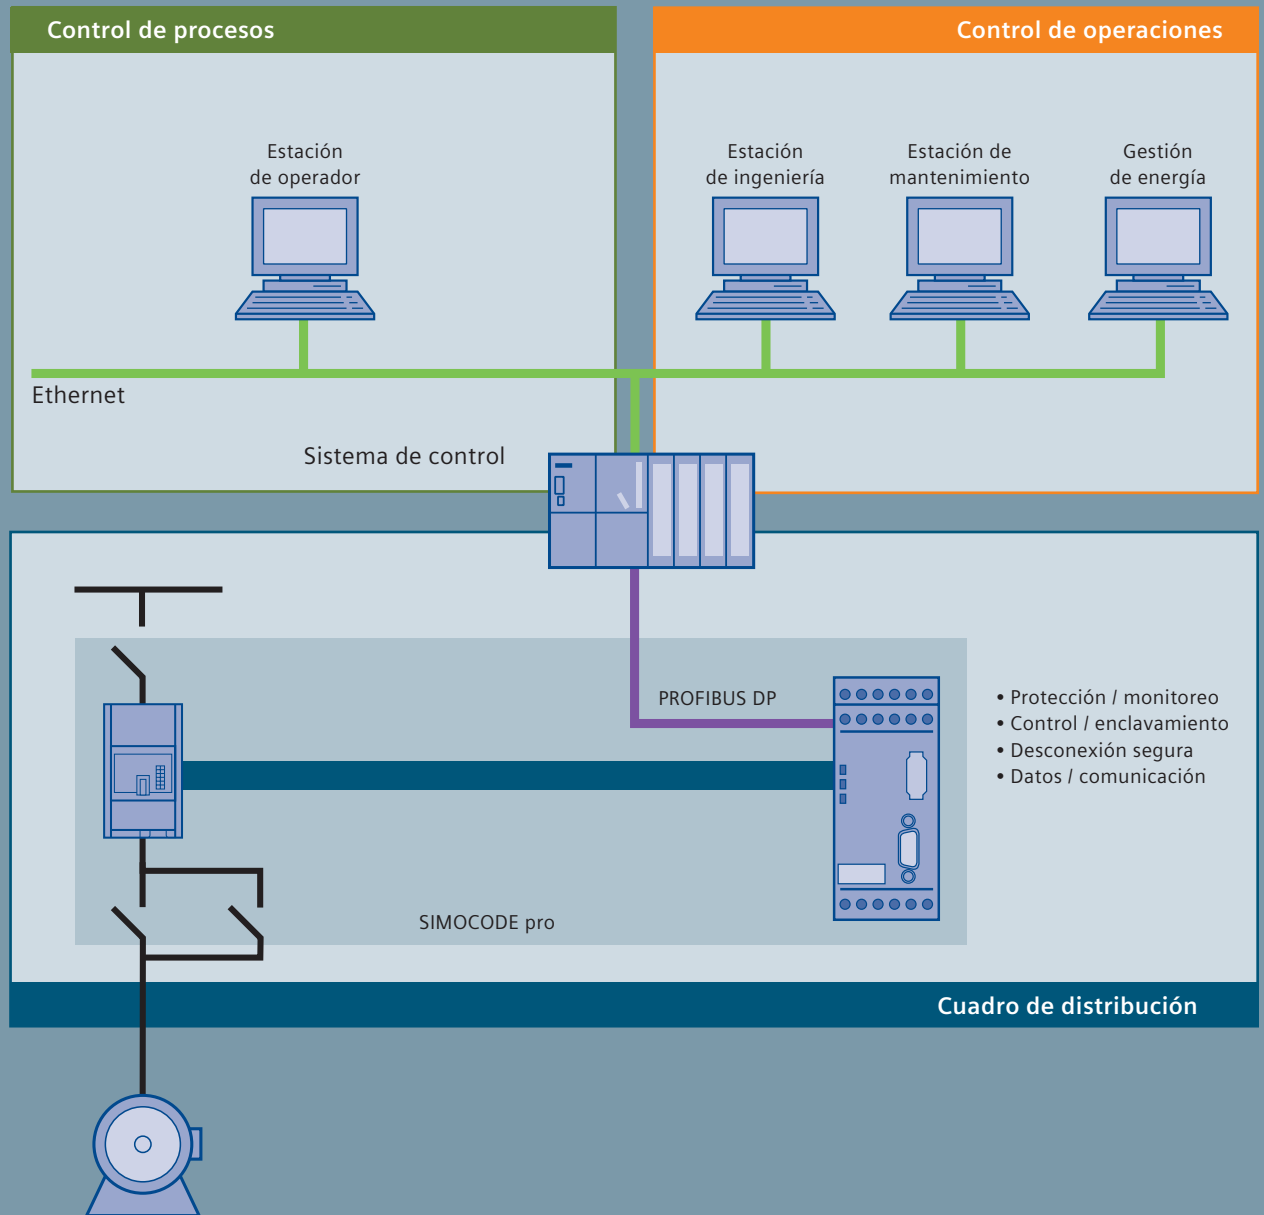 Control de procesos
Control de operaciones
Estación
de operador
Estación
de ingeniería
Estación de
mantenimiento
Gestión
de energía
Ethernet
Sistema de control
PROFIBUS DP
• Protección / monitoreo
• Control / enclavamiento
• Desconexión segura
• Datos / comunicación
SIMOCODE pro
Cuadro de distribución